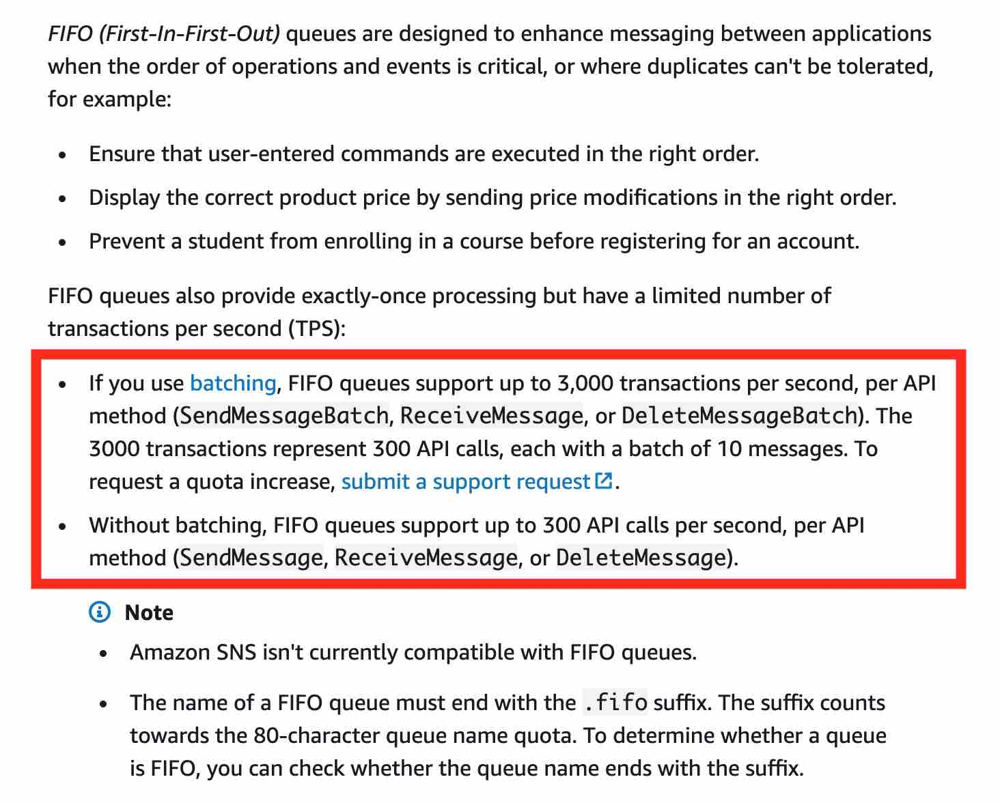 FIFO (First-In-First-Out) queues are designed to enhance messaging between applications
when the order of operations and events is critical, or where duplicates can't be tolerated,
for example:
• Ensure that user-entered commands are executed in the right order.
• Display the correct product price by sending price modifications in the right order.
• Prevent a student from enrolling in a course before registering for an account.
FIFO queues also provide exactly-once processing but have a limited number of
transactions per second (TPS):
• If you use batching, FIFO queues support up to 3,000 transactions per second, per API
method (SendMessageBatch, ReceiveMessage, or DeleteMessageBatch). The
3000 transactions represent 300 API calls, each with a batch of 10 messages. To
request a quota increase, submit a support request.
• Without batching, FIFO queues support up to 300 API calls per second, per API
method (SendMessage, ReceiveMessage, or DeleteMessage).
Note
• Amazon SNS isn't currently compatible with FIFO queues.
• The name of a FIFO queue must end with the .fifo suffix. The suffix counts
towards the 80-character queue name quota. To determine whether a queue
is FIFO, you can check whether the queue name ends with the suffix.